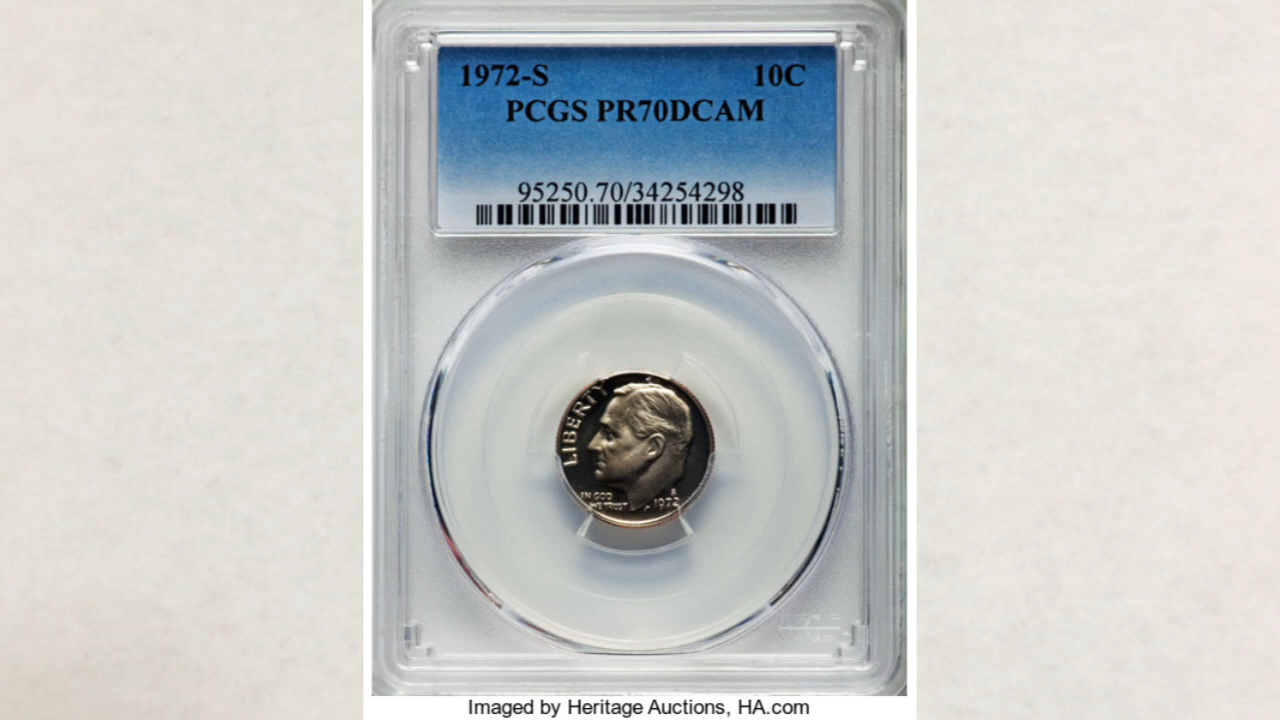 1972-S 10C
PCGS PR70DCAM
95250.70/34254298
LIBERTY
IN GOD
WE TRUST
S
1972
Imaged by Heritage Auctions, HA.com